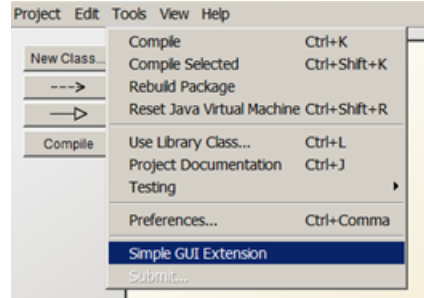 Project Edit Tools View Help
New Class...
--->
Compile
Compile Ctrl+K
Compile Selected Ctrl+Shift+K
Rebuild Package
Reset Java Virtual Machine Ctrl+Shift+R
Use Library Class... Ctrl+L
Project Documentation Ctrl+J
Testing
Preferences... Ctrl+Comma
Simple GUI Extension
Submit...